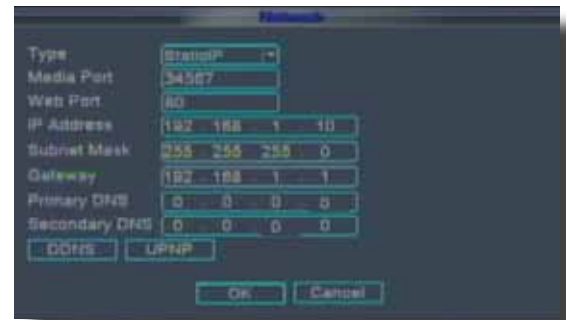 Network
Type StaticIP
Media Port 34567
Web Port 80
IP Address 192 . 168 . 1 . 10
Subnet Mask 255 . 255 . 255 . 0
Gateway 192 . 168 . 1 . 1
Primary DNS 0 . 0 . 0 . 0
Secondary DNS 0 . 0 . 0 . 0
DDNS UPNP
OK Cancel